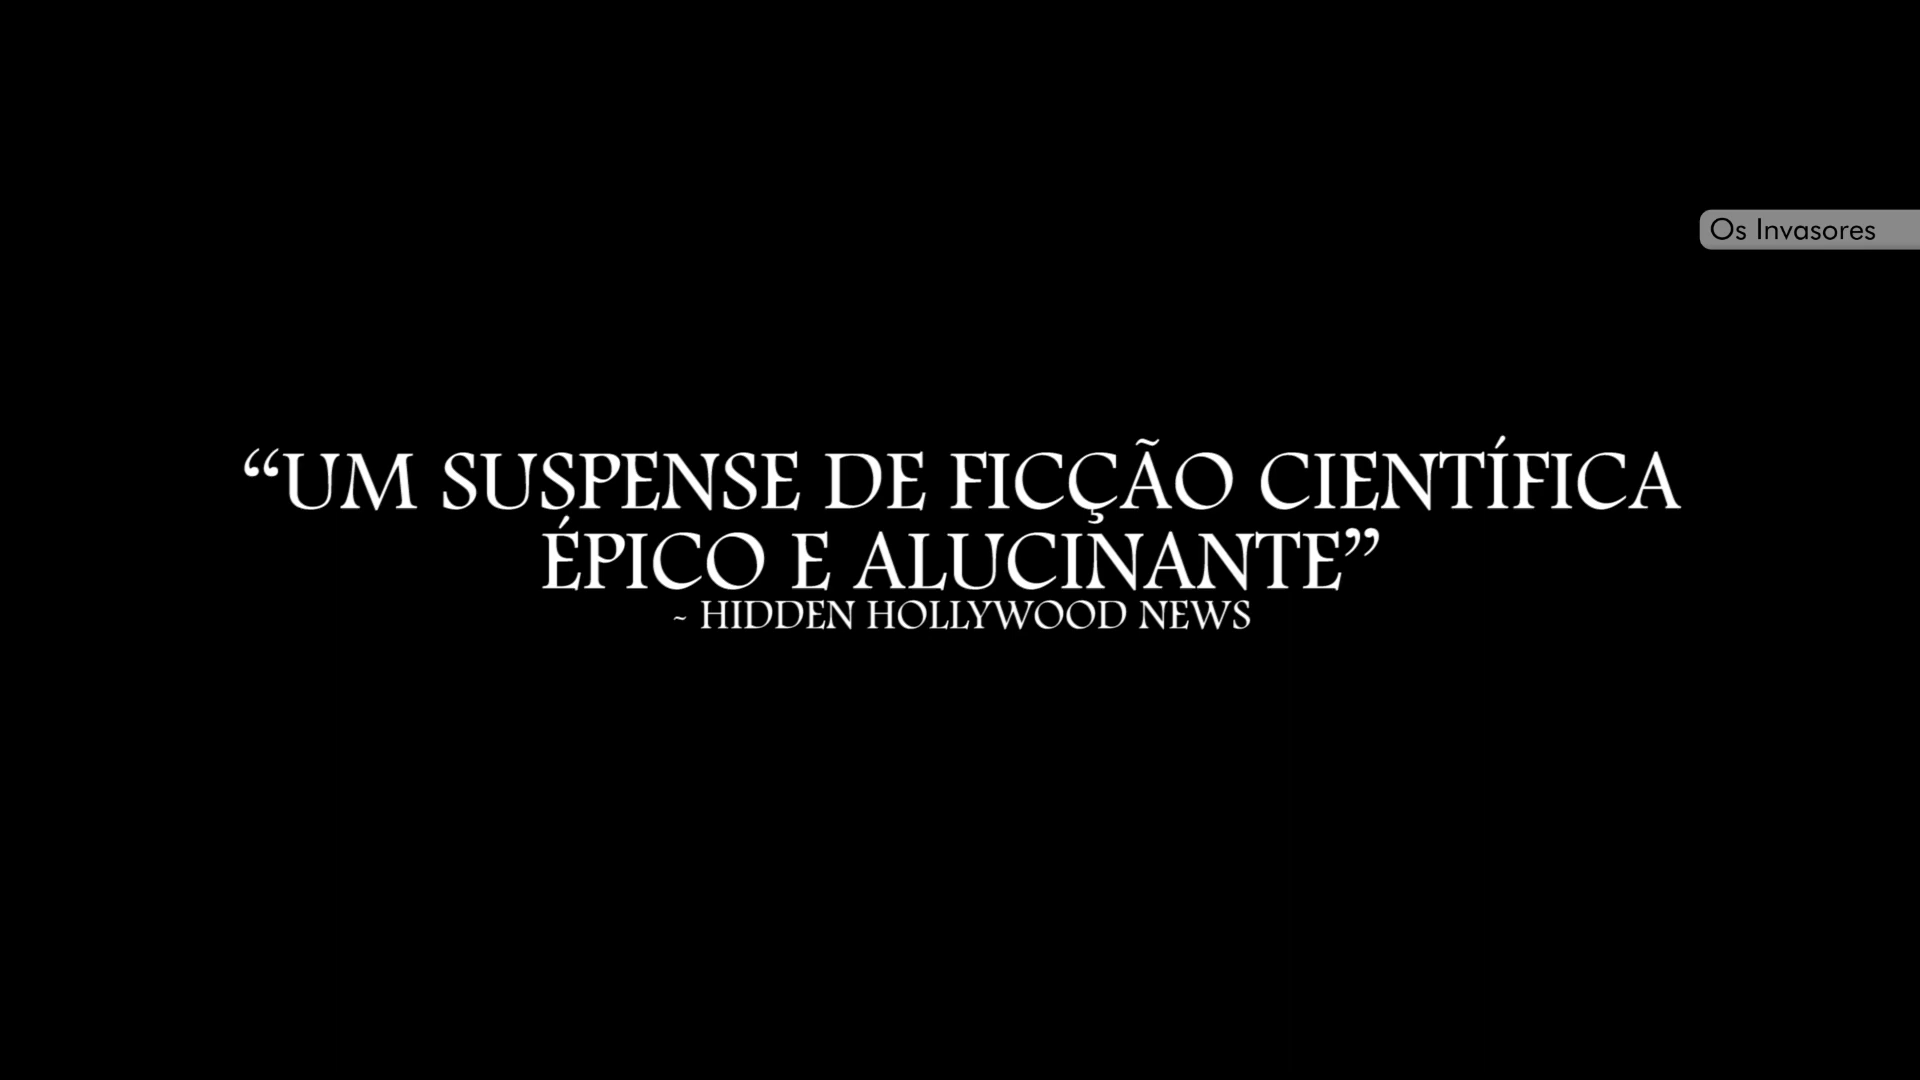 Os Invasores
“UM SUSPENSE DE FICÇÃO CIENTÍFICA
ÉPICO E ALUCINANTE”
~ HIDDEN HOLLYWOOD NEWS